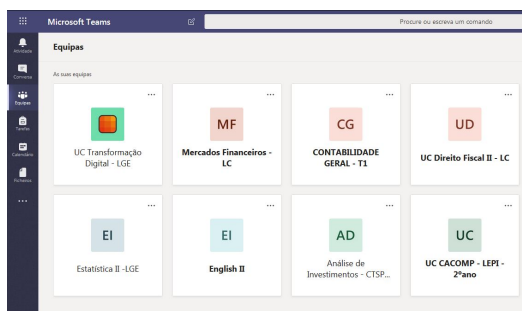 Microsoft Teams
Procure ou escreva um comando
Atividade
Conversa
Equipas
Tarefas
Calendário
Ficheiros
...
Equipas
As suas equipas
...
UC Transformação
Digital - LGE
...
MF
Mercados Financeiros -
LC
...
CG
CONTABILIDADE
GERAL - T1
...
UD
UC Direito Fiscal II - LC
...
EI
Estatística II -LGE
...
EI
English II
...
AD
Análise de
Investimentos - CTSP...
...
UC
UC CACOMP - LEPI -
2ºano